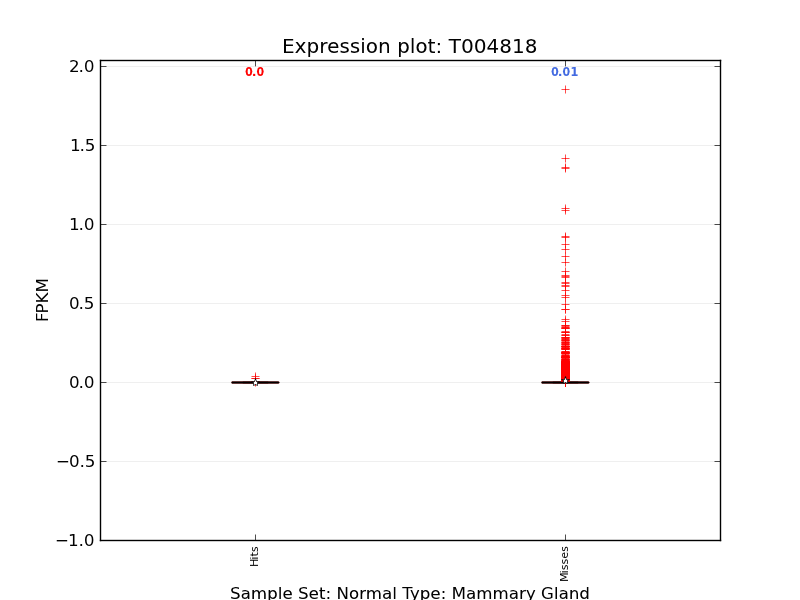 Expression plot: T004818
0.0
0.01
2.0
1.5
1.0
0.5
0.0
−0.5
−1.0
FPKM
Hits
Misses
Sample Set: Normal Type: Mammary Gland